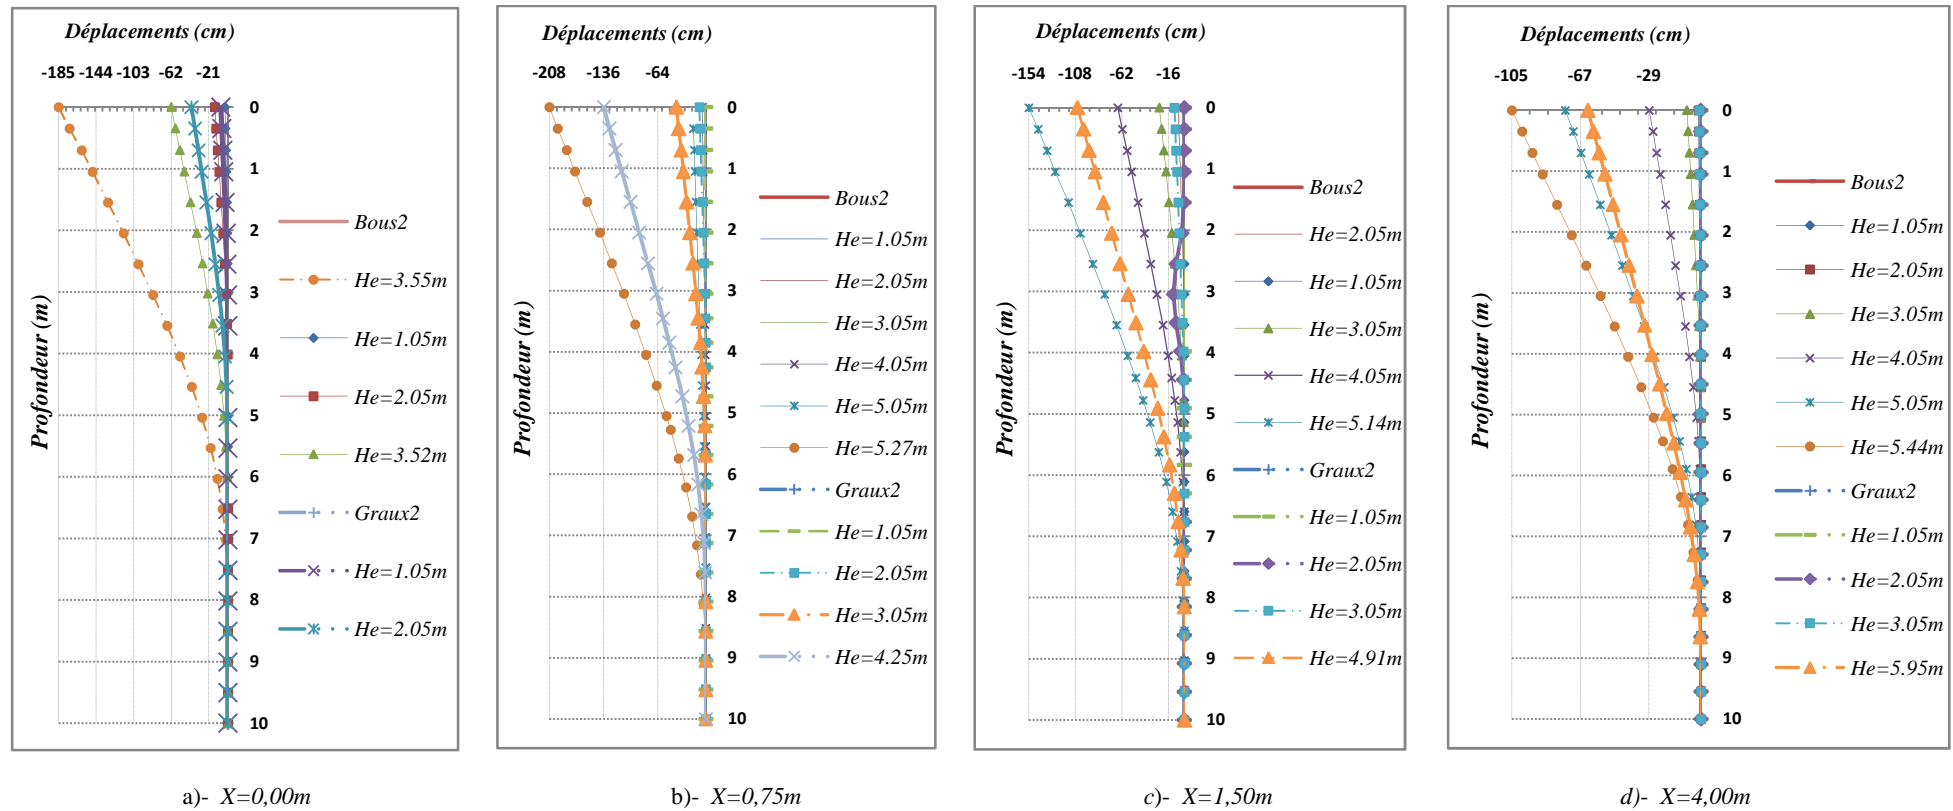 Déplacements (cm)
-185 -144 -103 -62 -21
0
1
2
3
4
5
6
7
8
9
10
Profondeur (m)
Bous2
He=3.55m
He=1.05m
He=2.05m
He=3.52m
Graux2
He=1.05m
He=2.05m
a)- X=0,00m
Déplacements (cm)
-208 -136 -64
0
1
2
3
4
5
6
7
8
9
10
Profondeur (m)
Bous2
He=1.05m
He=2.05m
He=3.05m
He=4.05m
He=5.05m
He=5.27m
Graux2
He=1.05m
He=2.05m
He=3.05m
He=4.25m
b)- X=0,75m
Déplacements (cm)
-154 -108 -62 -16
0
1
2
3
4
5
6
7
8
9
10
Profondeur (m)
Bous2
He=2.05m
He=1.05m
He=3.05m
He=4.05m
He=5.14m
Graux2
He=1.05m
He=2.05m
He=3.05m
He=4.91m
c)- X=1,50m
Déplacements (cm)
-105 -67 -29
0
1
2
3
4
5
6
7
8
9
10
Profondeur (m)
Bous2
He=1.05m
He=2.05m
He=3.05m
He=4.05m
He=5.05m
He=5.44m
Graux2
He=1.05m
He=2.05m
He=3.05m
He=5.95m
d)- X=4,00m